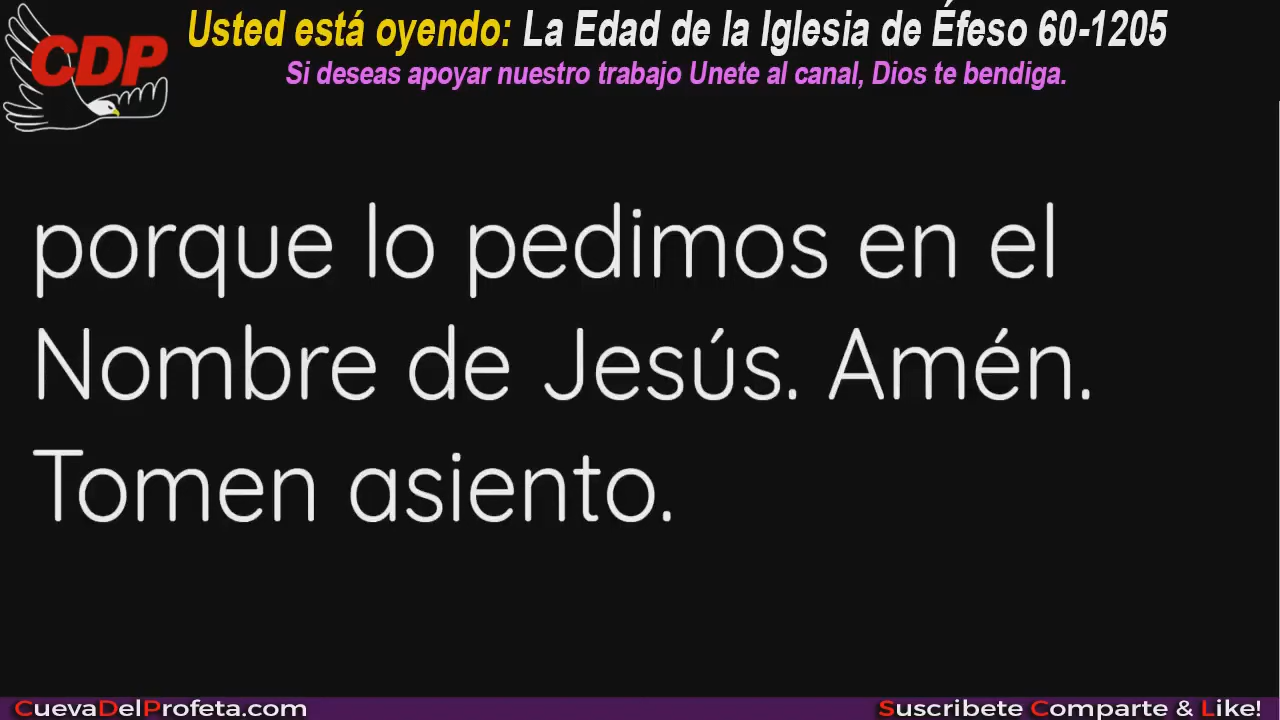 CDP
Usted está oyendo: La Edad de la Iglesia de Éfeso 60-1205
Si deseas apoyar nuestro trabajo Unete al canal, Dios te bendiga.
porque lo pedimos en el
Nombre de Jesús. Amén.
Tomen asiento.
CuevaDelProfeta.com
Suscribete Comparte & Like!